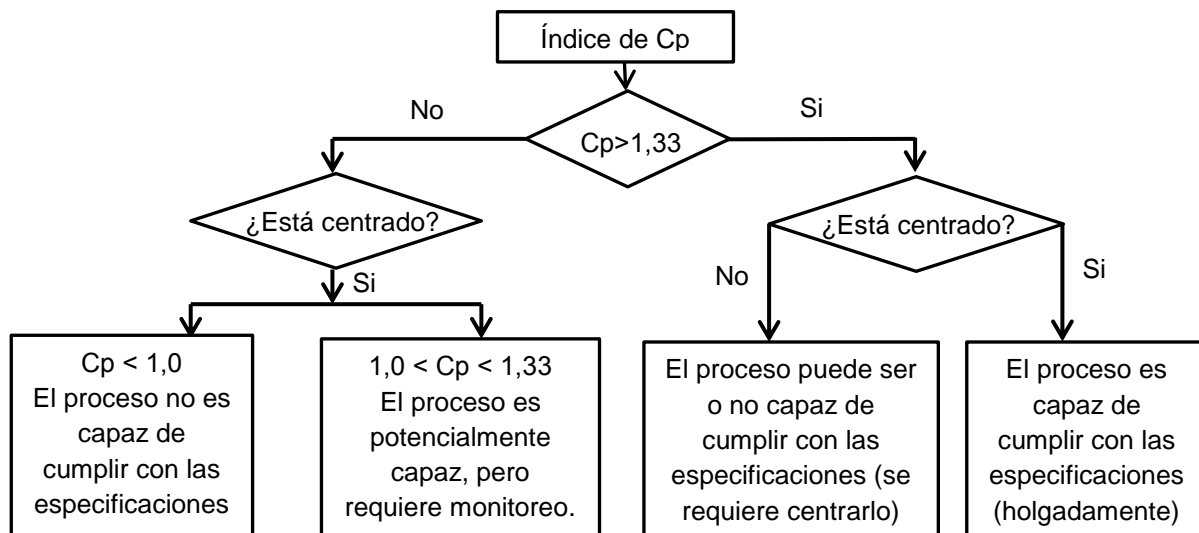 Índice de Cp
No
Si
Cp>1,33
¿Está centrado?
¿Está centrado?
Si
No
Si
Cp < 1,0
El proceso no es
capaz de
cumplir con las
especificaciones
1,0 < Cp < 1,33
El proceso es
potencialmente
capaz, pero
requiere monitoreo.
El proceso puede ser
o no capaz de
cumplir con las
especificaciones (se
requiere centrarlo)
El proceso es
capaz de
cumplir con las
especificaciones
(holgadamente)